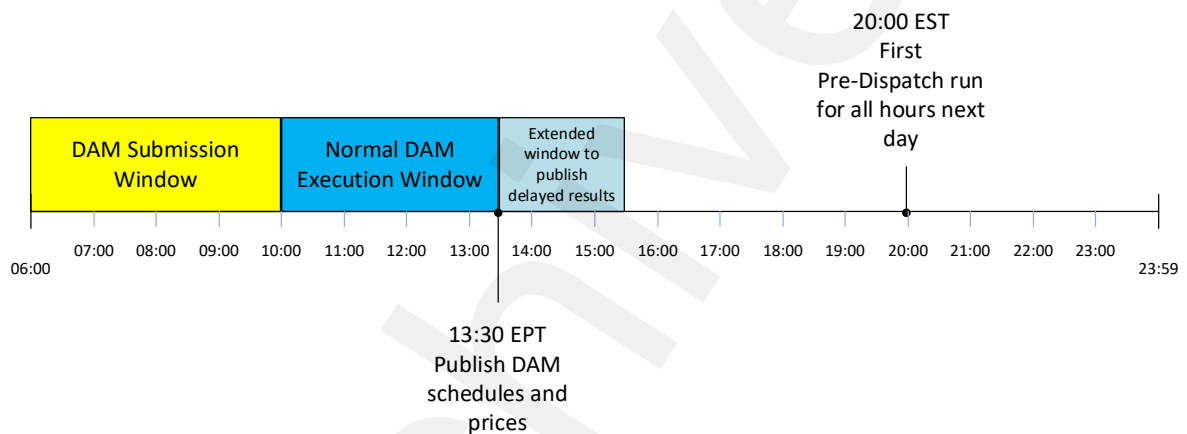 20:00 EST
First
Pre-Dispatch run
for all hours next
day
DAM Submission
Window
Normal DAM
Execution Window
Extended
window to
publish
delayed results
06:00
07:00
08:00
09:00
10:00
11:00
12:00
13:00
14:00
15:00
16:00
17:00
18:00
19:00
20:00
21:00
22:00
23:00
23:59
13:30 EPT
Publish DAM
schedules and
prices